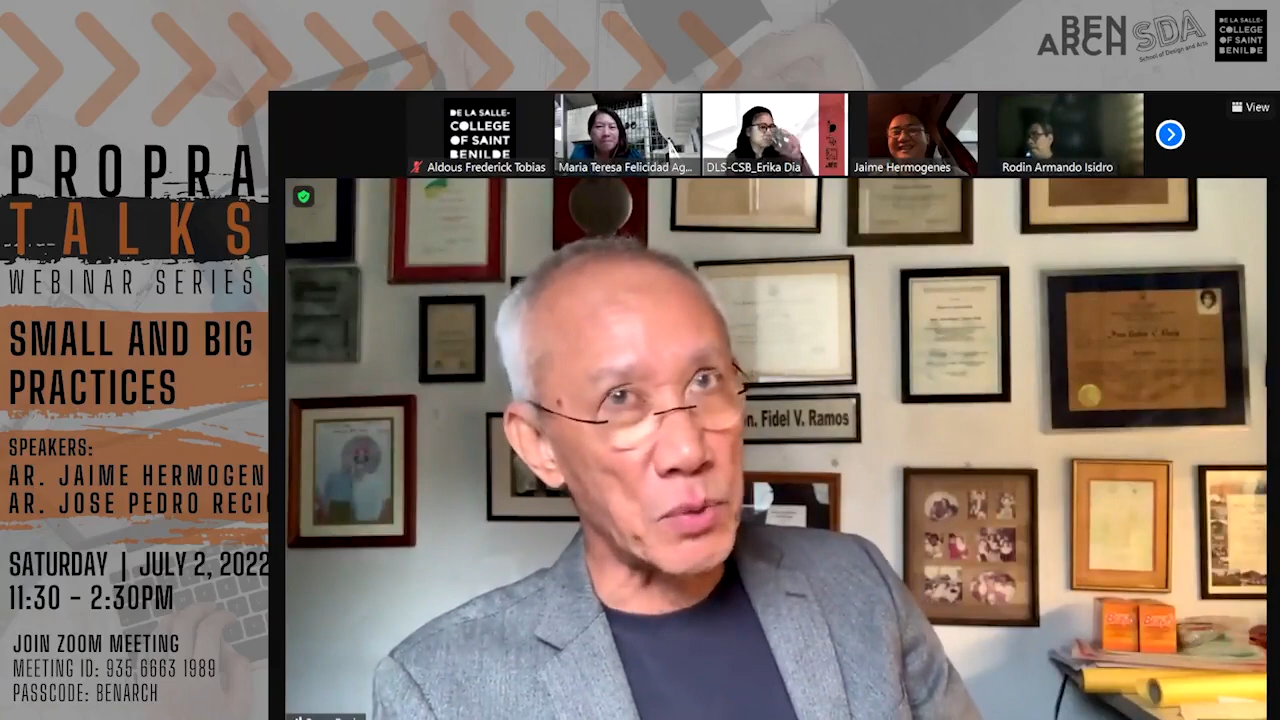 PROPRA
TALKS
WEBINAR SERIES
SMALL AND BIG
PRACTICES
SPEAKERS:
AR. JAIME HERMOGEN
AR. JOSE PEDRO RECI
SATURDAY | JULY 2, 2022
11:30 - 2:30PM
JOIN ZOOM MEETING
MEETING ID: 935 6663 1989
PASSCODE: BENARCH
BEN
ARCH
SDA
School of Design and Arts
DE LA SALLE-
COLLEGE
OF SAINT
BENILDE
View
DE LA SALLE-
COLLEGE
OF SAINT
BENILDE
Aldous Frederick Tobias
Maria Teresa Felicidad Ag...
DLS-CSB_Erika Dia
Jaime Hermogenes
Rodin Armando Isidro
n. Fidel V. Ramos